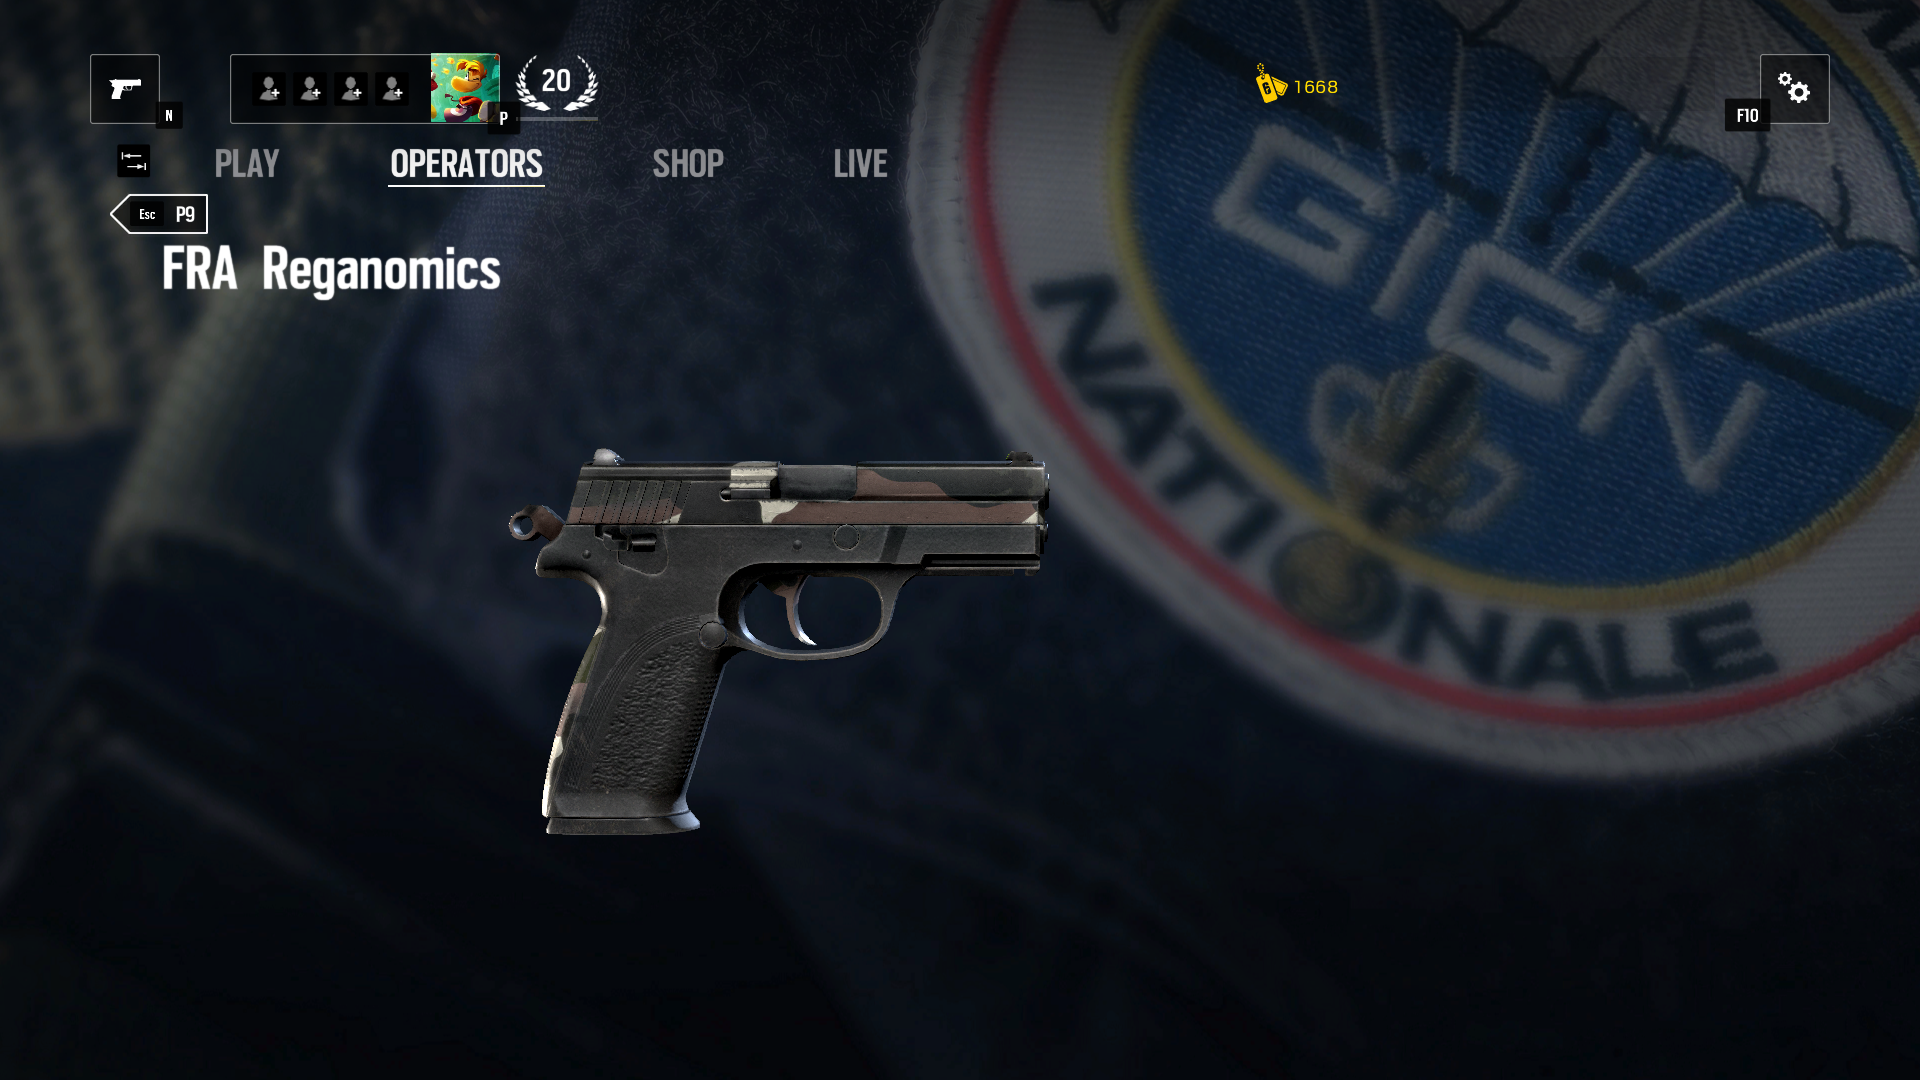 N
P
20
1668
F10
PLAY OPERATORS SHOP LIVE
Esc P9
FRA Reganomics
GIGN
NATIONALE